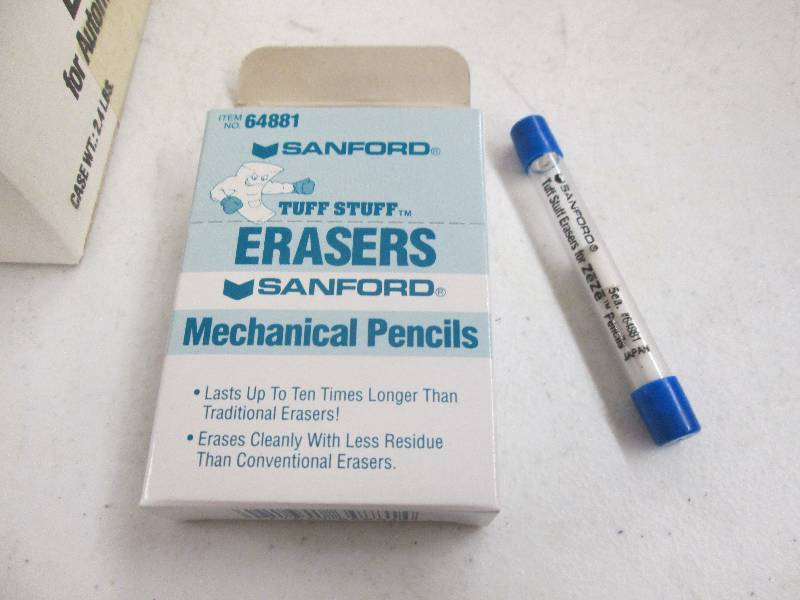 for Autom
CASE WT.: 2.4 LBS.
ITEM NO. 64881
SANFORD®
TUFF STUFF™
ERASERS
SANFORD®
Mechanical Pencils
• Lasts Up To Ten Times Longer Than
Traditional Erasers!
• Erases Cleanly With Less Residue
Than Conventional Erasers.
SANFORD®
Tuff Stuff Erasers for ZeZe™ Pencils
5ea. #64881
JAPAN